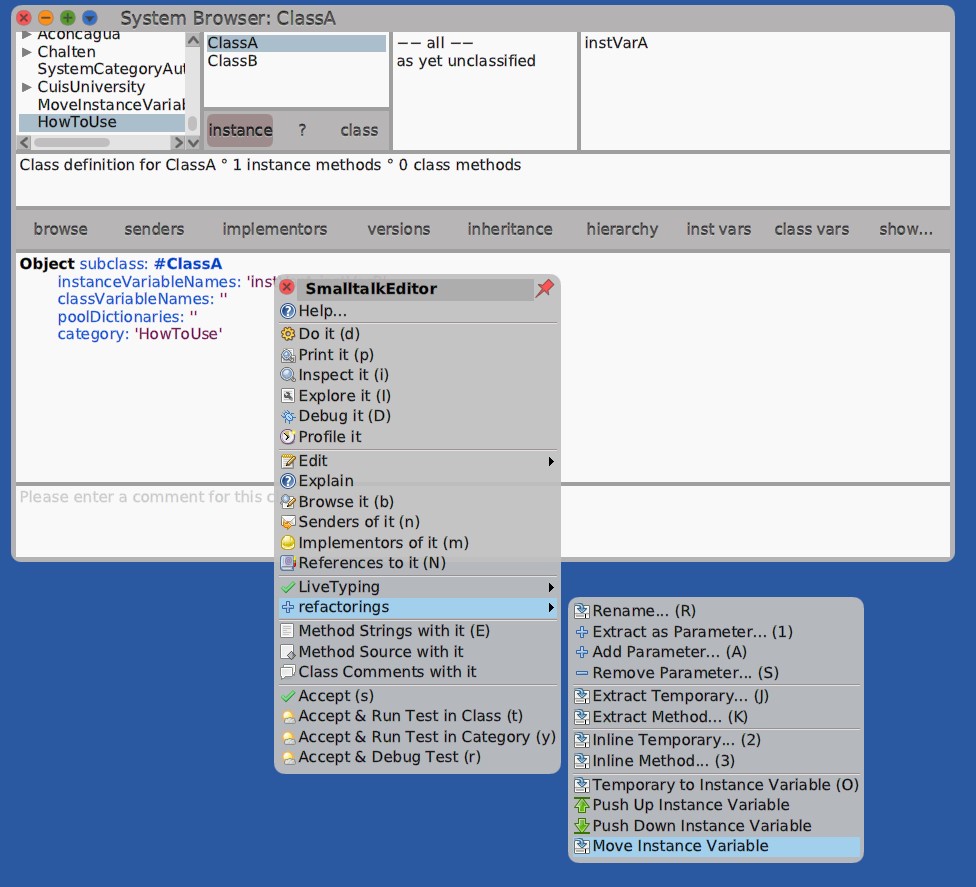 System Browser: ClassA
Aconcagua
Chalten
SystemCategoryAut
CuisUniversity
MoveInstanceVariab
HowToUse
ClassA
ClassB
instance ? class
-- all --
as yet unclassified
instVarA
Class definition for ClassA ° 1 instance methods ° 0 class methods
browse senders implementors versions inheritance hierarchy inst vars class vars show...
Object subclass: #ClassA
instanceVariableNames: 'inst
classVariableNames: ''
poolDictionaries: ''
category: 'HowToUse'
Please enter a comment for this c
SmalltalkEditor
Help...
Do it (d)
Print it (p)
Inspect it (i)
Explore it (I)
Debug it (D)
Profile it
Edit
Explain
Browse it (b)
Senders of it (n)
Implementors of it (m)
References to it (N)
LiveTyping
refactorings
Method Strings with it (E)
Method Source with it
Class Comments with it
Accept (s)
Accept & Run Test in Class (t)
Accept & Run Test in Category (y)
Accept & Debug Test (r)
Rename... (R)
Extract as Parameter... (1)
Add Parameter... (A)
Remove Parameter... (S)
Extract Temporary... (J)
Extract Method... (K)
Inline Temporary... (2)
Inline Method... (3)
Temporary to Instance Variable (O)
Push Up Instance Variable
Push Down Instance Variable
Move Instance Variable